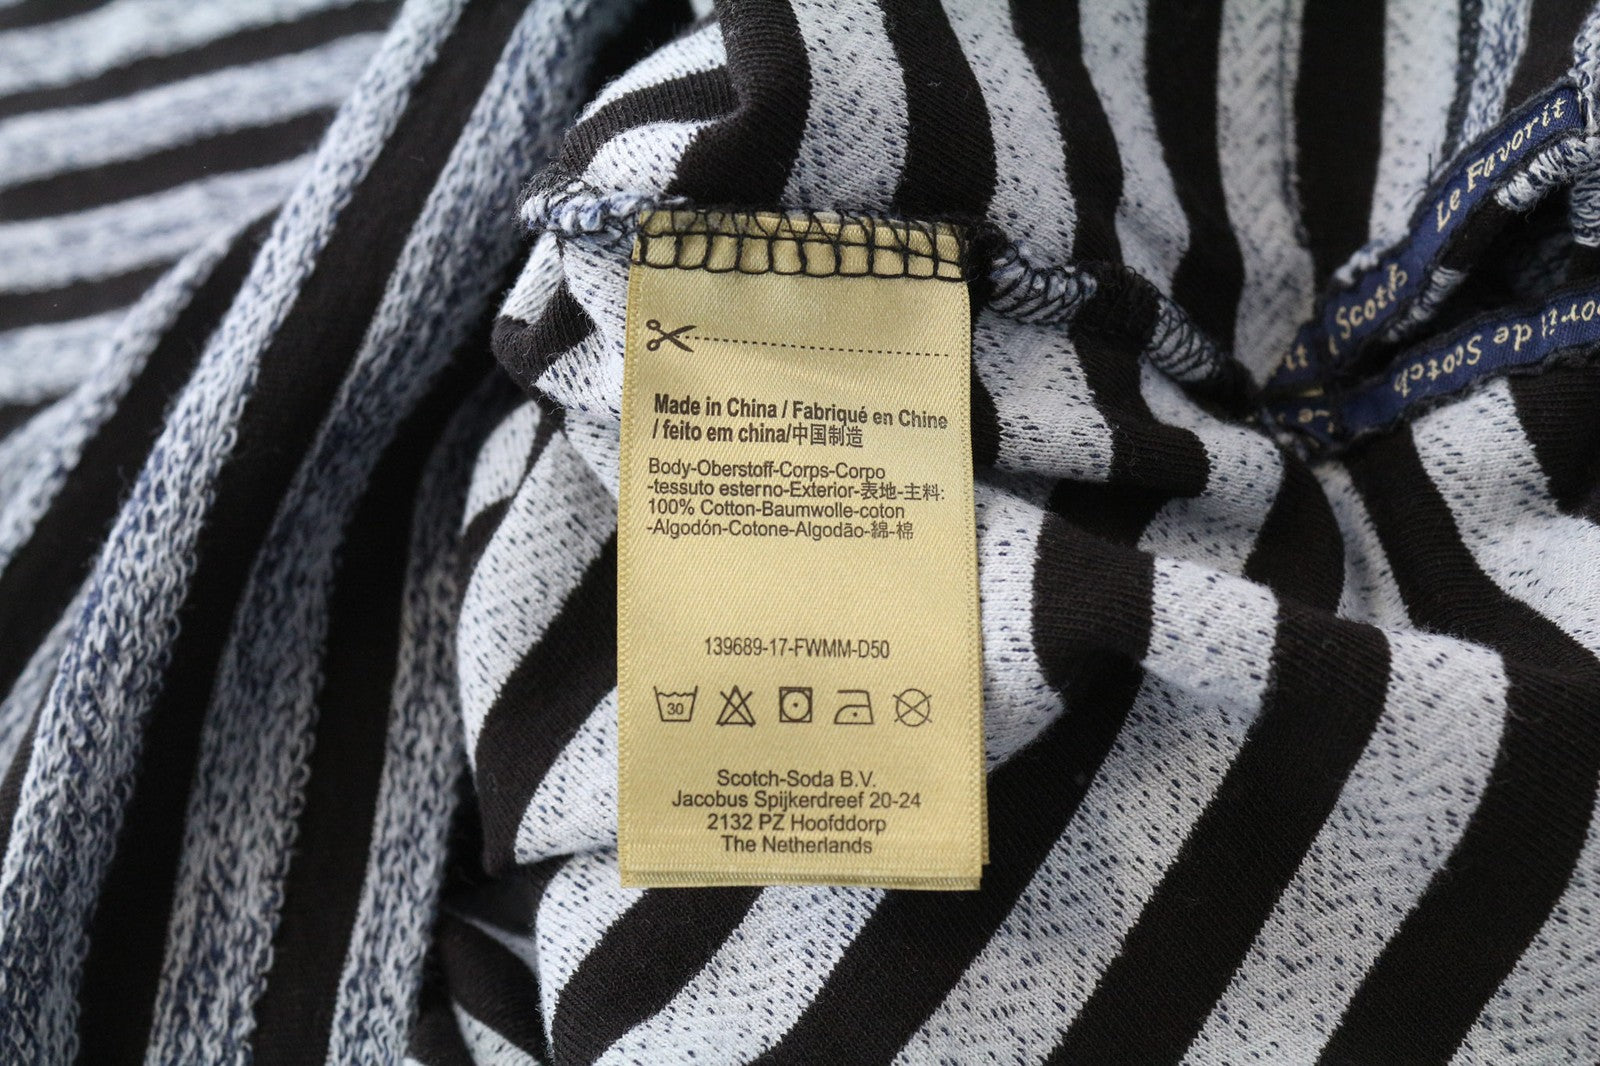 Made in China / Fabriqué en Chine
/ feito em china/中国制造
Body-Oberstoff-Corps-Corpo
-tessuto esterno-Exterior-表地-主料:
100% Cotton-Baumwolle-coton
-Algodón-Cotone-Algodão-綿-棉
139689-17-FWMM-D50
30
Scotch-Soda B.V.
Jacobus Spijkerdreef 20-24
2132 PZ Hoofddorp
The Netherlands
Le Favorit
Scotch
de Scotch